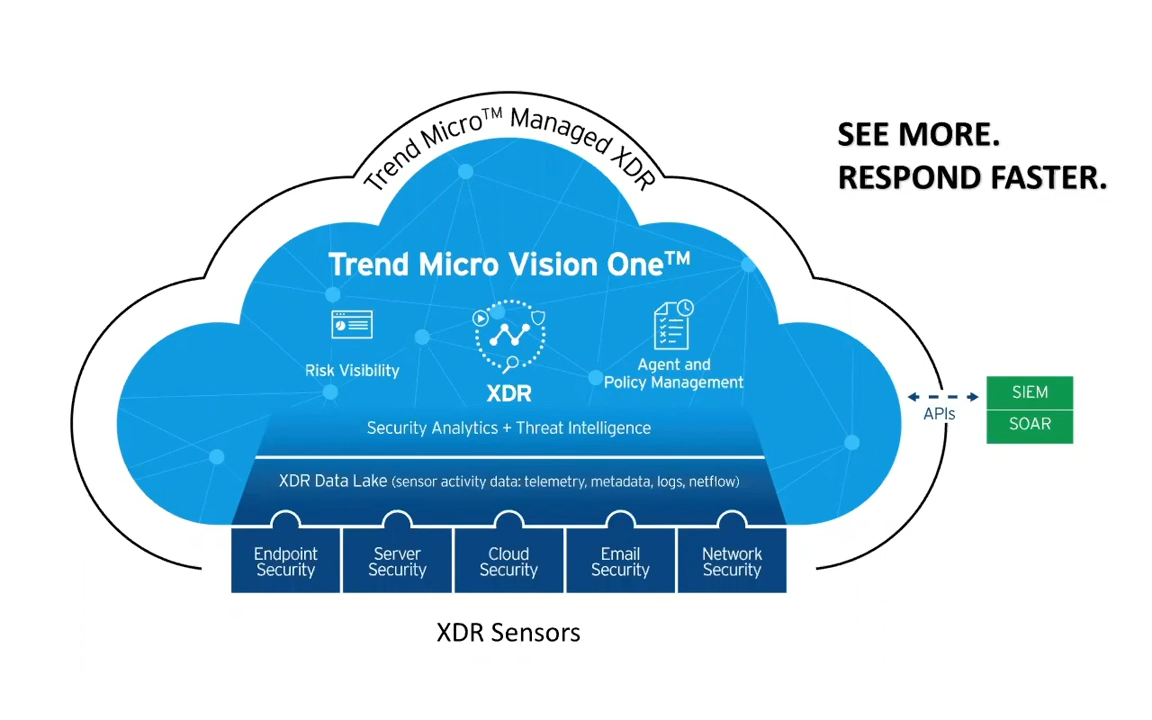 Trend Micro™ Managed XDR
SEE MORE.
RESPOND FASTER.
Trend Micro Vision One™
Risk Visibility
XDR
Agent and
Policy Management
Security Analytics + Threat Intelligence
XDR Data Lake (sensor activity data: telemetry, metadata, logs, netflow)
APIs
SIEM
SOAR
Endpoint
Security
Server
Security
Cloud
Security
Email
Security
Network
Security
XDR Sensors